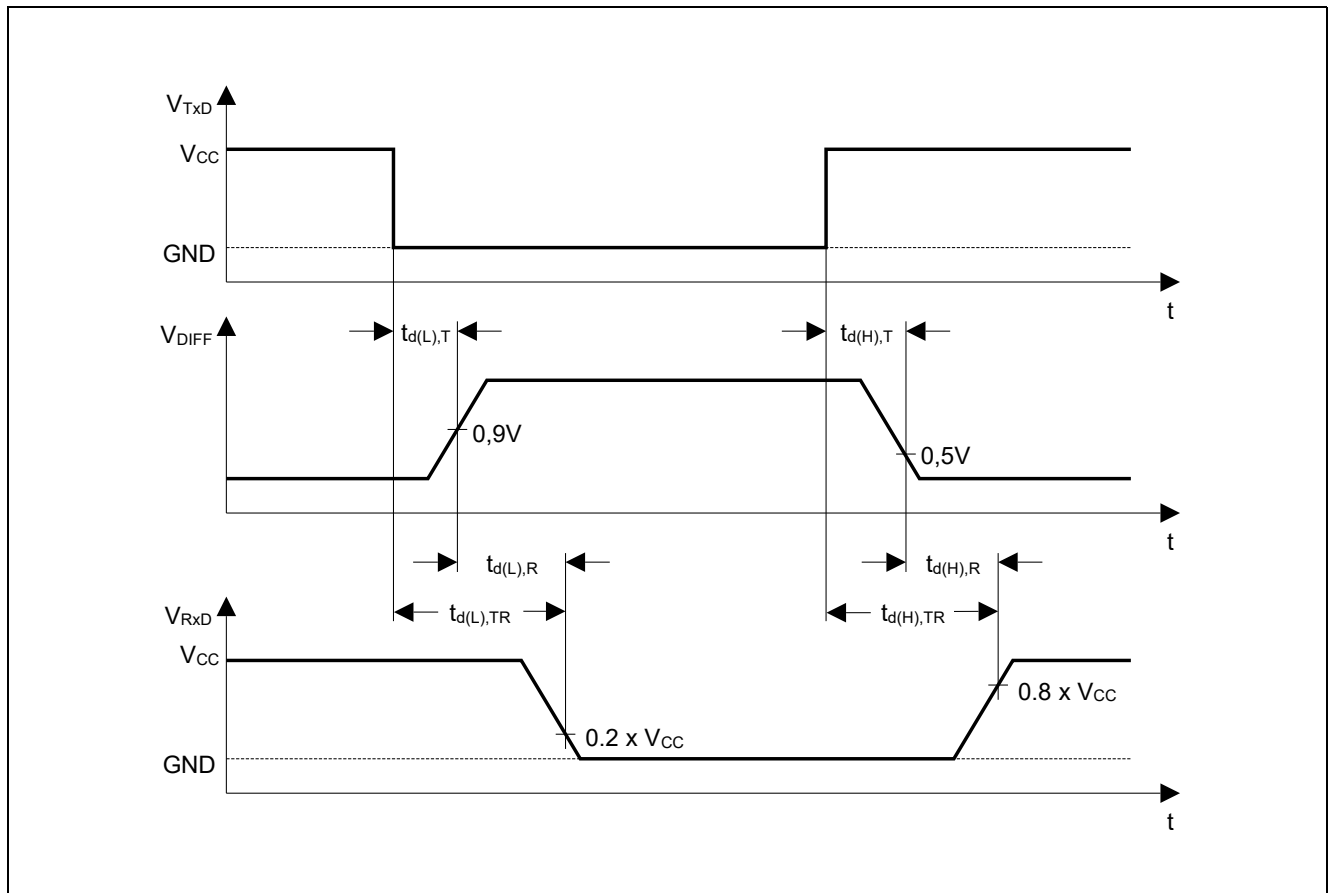 VTxD
VCC
GND
t
VDIFF
td(L),T
td(H),T
0,9V
0,5V
t
td(L),R
td(H),R
td(L),TR
td(H),TR
VRxD
VCC
0.8 x VCC
0.2 x VCC
GND
t